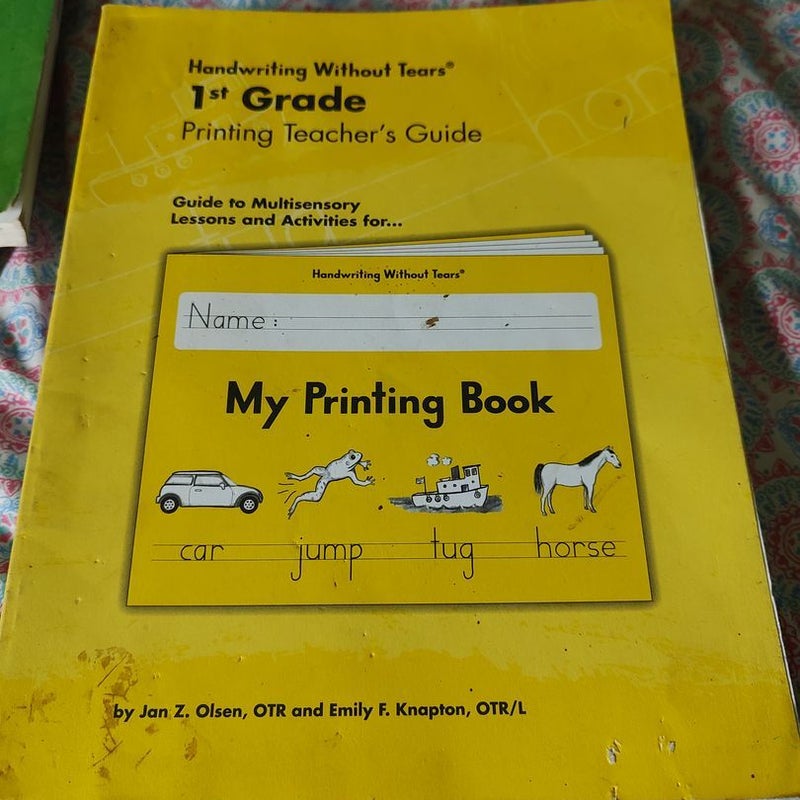 Handwriting Without Tears®
1st Grade
Printing Teacher's Guide
Guide to Multisensory
Lessons and Activities for...
Handwriting Without Tears®
Name:
My Printing Book
car jump tug horse
by Jan Z. Olsen, OTR and Emily F. Knapton, OTR/L